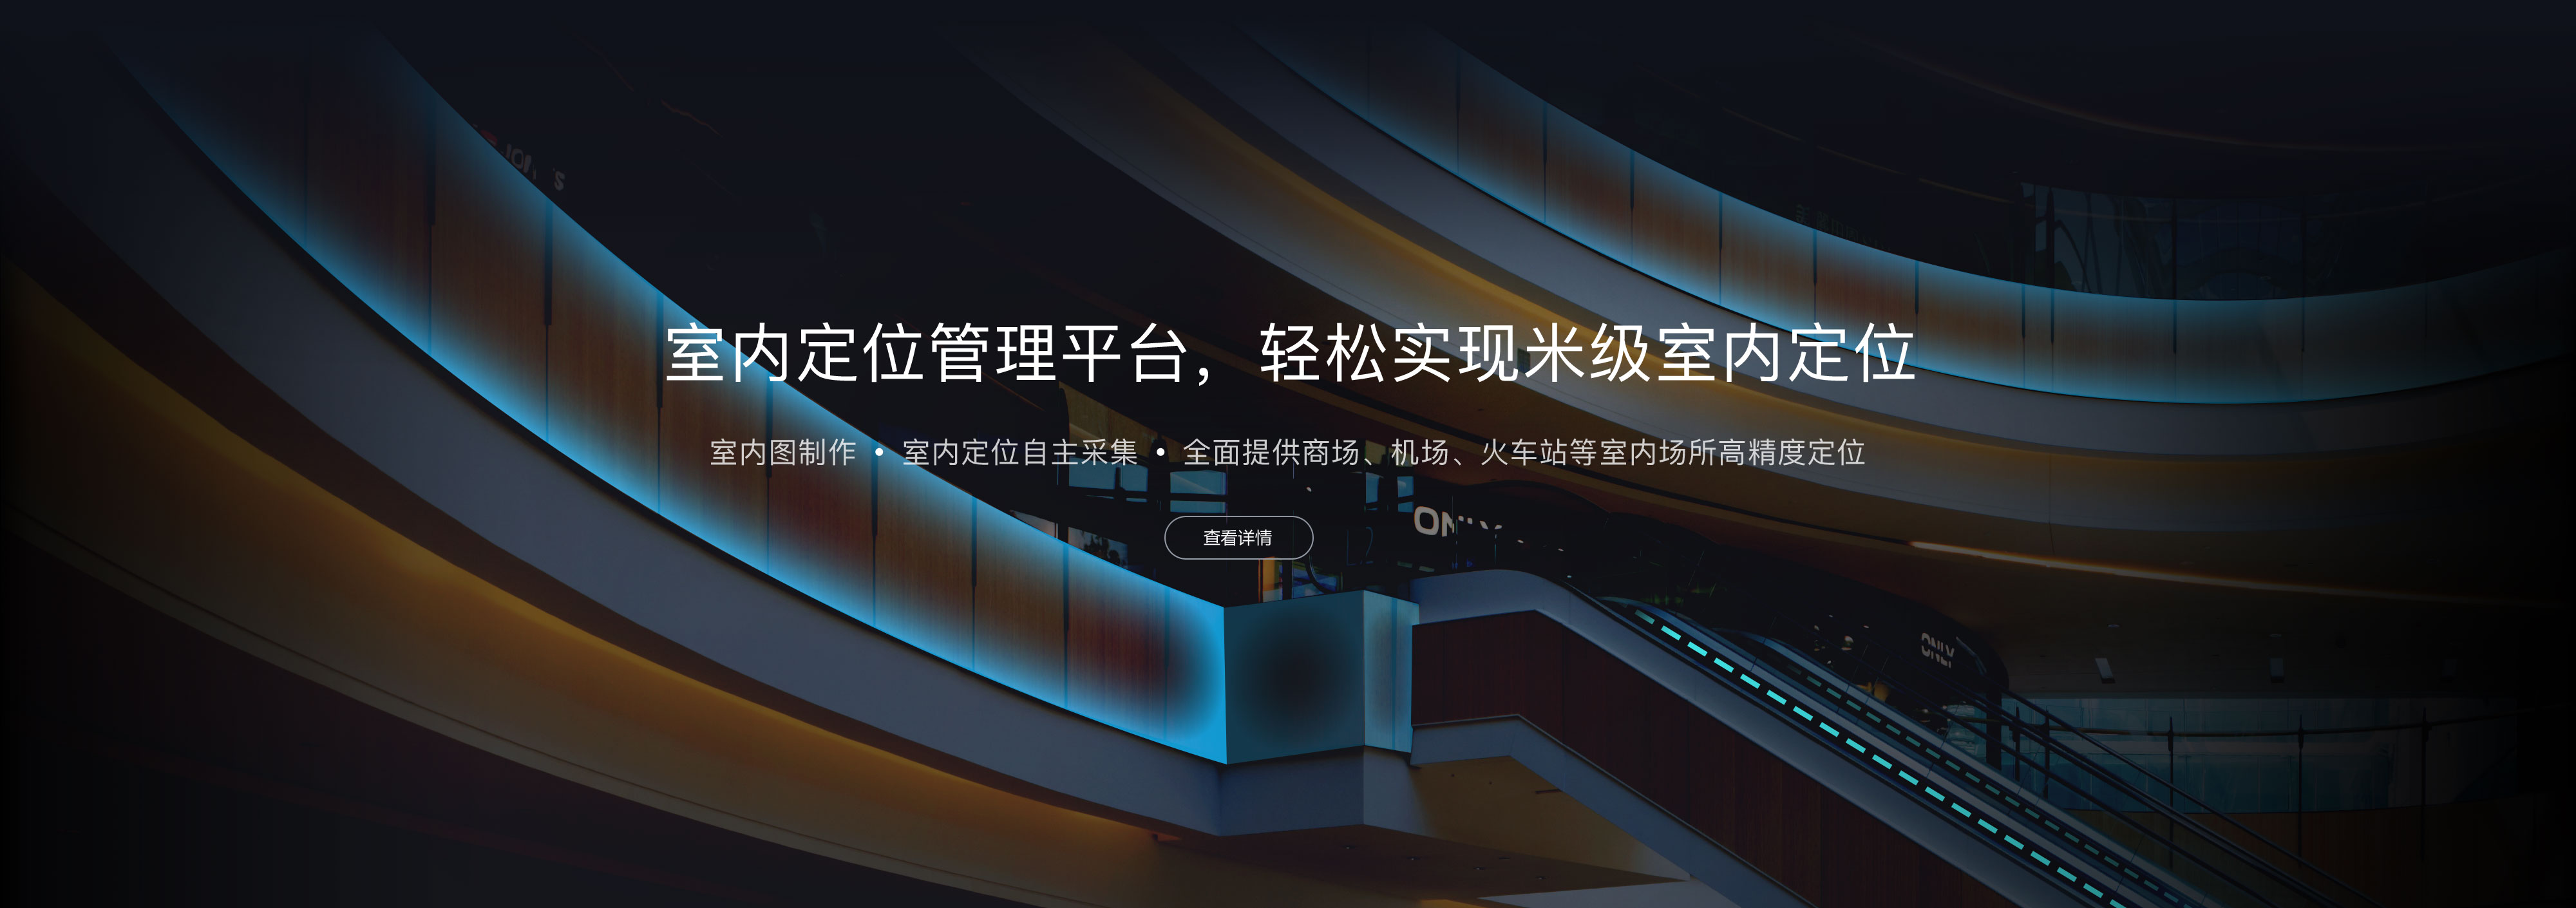 室内定位管理平台，轻松实现米级室内定位
室内图制作 • 室内定位自主采集 • 全面提供商场、机场、火车站等室内场所高精度定位
查看详情
ONLY